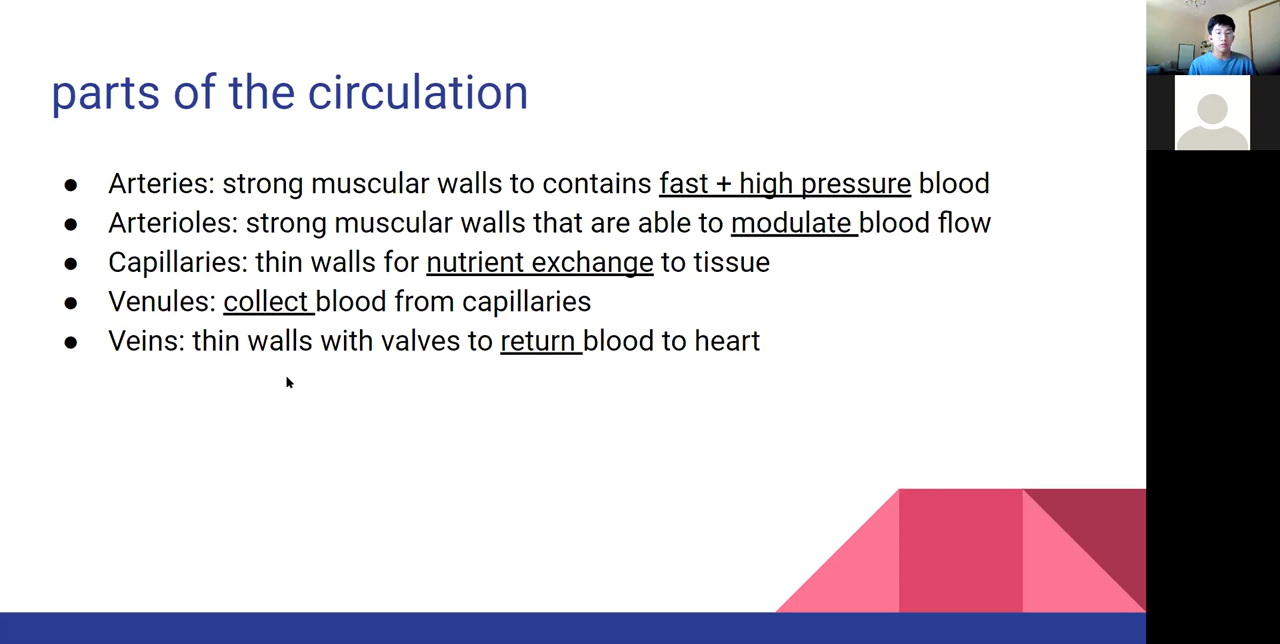 parts of the circulation
● Arteries: strong muscular walls to contains fast + high pressure blood
● Arterioles: strong muscular walls that are able to modulate blood flow
● Capillaries: thin walls for nutrient exchange to tissue
● Venules: collect blood from capillaries
● Veins: thin walls with valves to return blood to heart